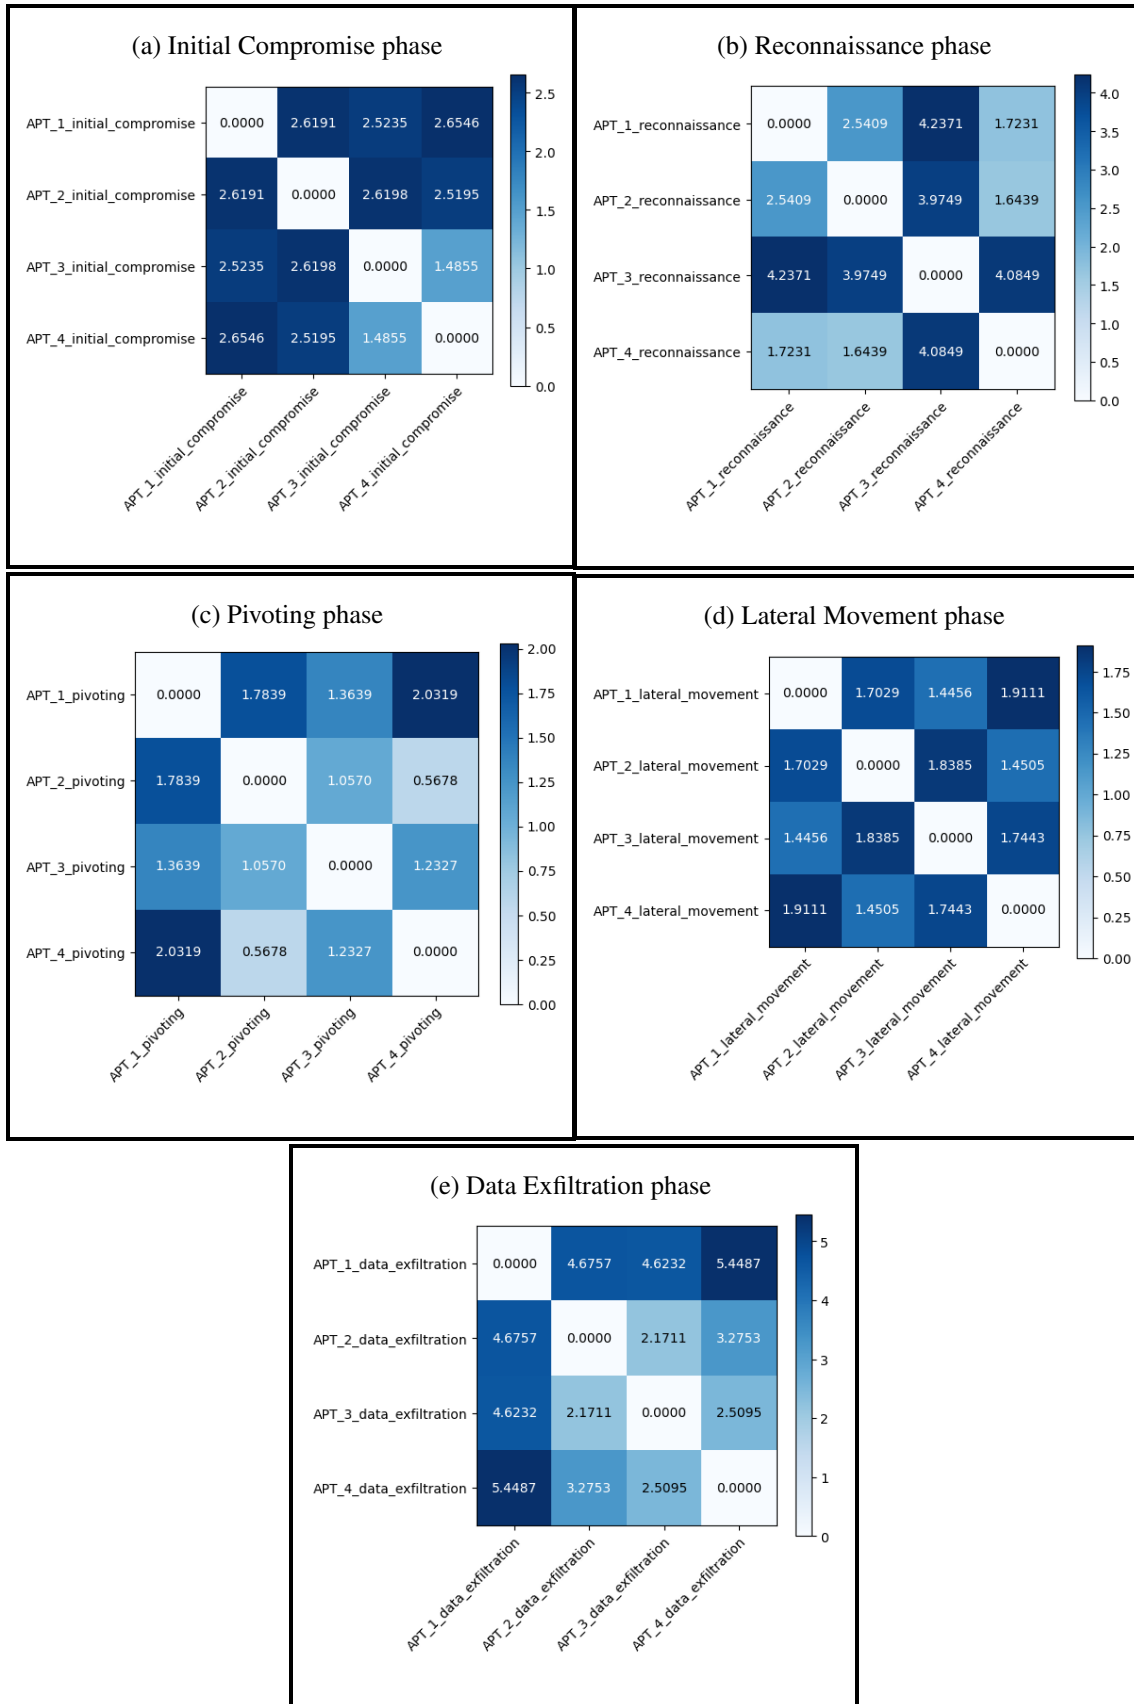 (a) Initial Compromise phase
APT_1_initial_compromise 0.0000 2.6191 2.5235 2.6546
APT_2_initial_compromise 2.6191 0.0000 2.6198 2.5195
APT_3_initial_compromise 2.5235 2.6198 0.0000 1.4855
APT_4_initial_compromise 2.6546 2.5195 1.4855 0.0000
APT_1_initial_compromise APT_2_initial_compromise APT_3_initial_compromise APT_4_initial_compromise
2.5
2.0
1.5
1.0
0.5
0.0
(b) Reconnaissance phase
APT_1_reconnaissance 0.0000 2.5409 4.2371 1.7231
APT_2_reconnaissance 2.5409 0.0000 3.9749 1.6439
APT_3_reconnaissance 4.2371 3.9749 0.0000 4.0849
APT_4_reconnaissance 1.7231 1.6439 4.0849 0.0000
APT_1_reconnaissance APT_2_reconnaissance APT_3_reconnaissance APT_4_reconnaissance
4.0
3.5
3.0
2.5
2.0
1.5
1.0
0.5
0.0
(c) Pivoting phase
APT_1_pivoting 0.0000 1.7839 1.3639 2.0319
APT_2_pivoting 1.7839 0.0000 1.0570 0.5678
APT_3_pivoting 1.3639 1.0570 0.0000 1.2327
APT_4_pivoting 2.0319 0.5678 1.2327 0.0000
APT_1_pivoting APT_2_pivoting APT_3_pivoting APT_4_pivoting
2.00
1.75
1.50
1.25
1.00
0.75
0.50
0.25
0.00
(d) Lateral Movement phase
APT_1_lateral_movement 0.0000 1.7029 1.4456 1.9111
APT_2_lateral_movement 1.7029 0.0000 1.8385 1.4505
APT_3_lateral_movement 1.4456 1.8385 0.0000 1.7443
APT_4_lateral_movement 1.9111 1.4505 1.7443 0.0000
APT_1_lateral_movement APT_2_lateral_movement APT_3_lateral_movement APT_4_lateral_movement
1.75
1.50
1.25
1.00
0.75
0.50
0.25
0.00
(e) Data Exfiltration phase
APT_1_data_exfiltration 0.0000 4.6757 4.6232 5.4487
APT_2_data_exfiltration 4.6757 0.0000 2.1711 3.2753
APT_3_data_exfiltration 4.6232 2.1711 0.0000 2.5095
APT_4_data_exfiltration 5.4487 3.2753 2.5095 0.0000
APT_1_data_exfiltration APT_2_data_exfiltration APT_3_data_exfiltration APT_4_data_exfiltration
5
4
3
2
1
0